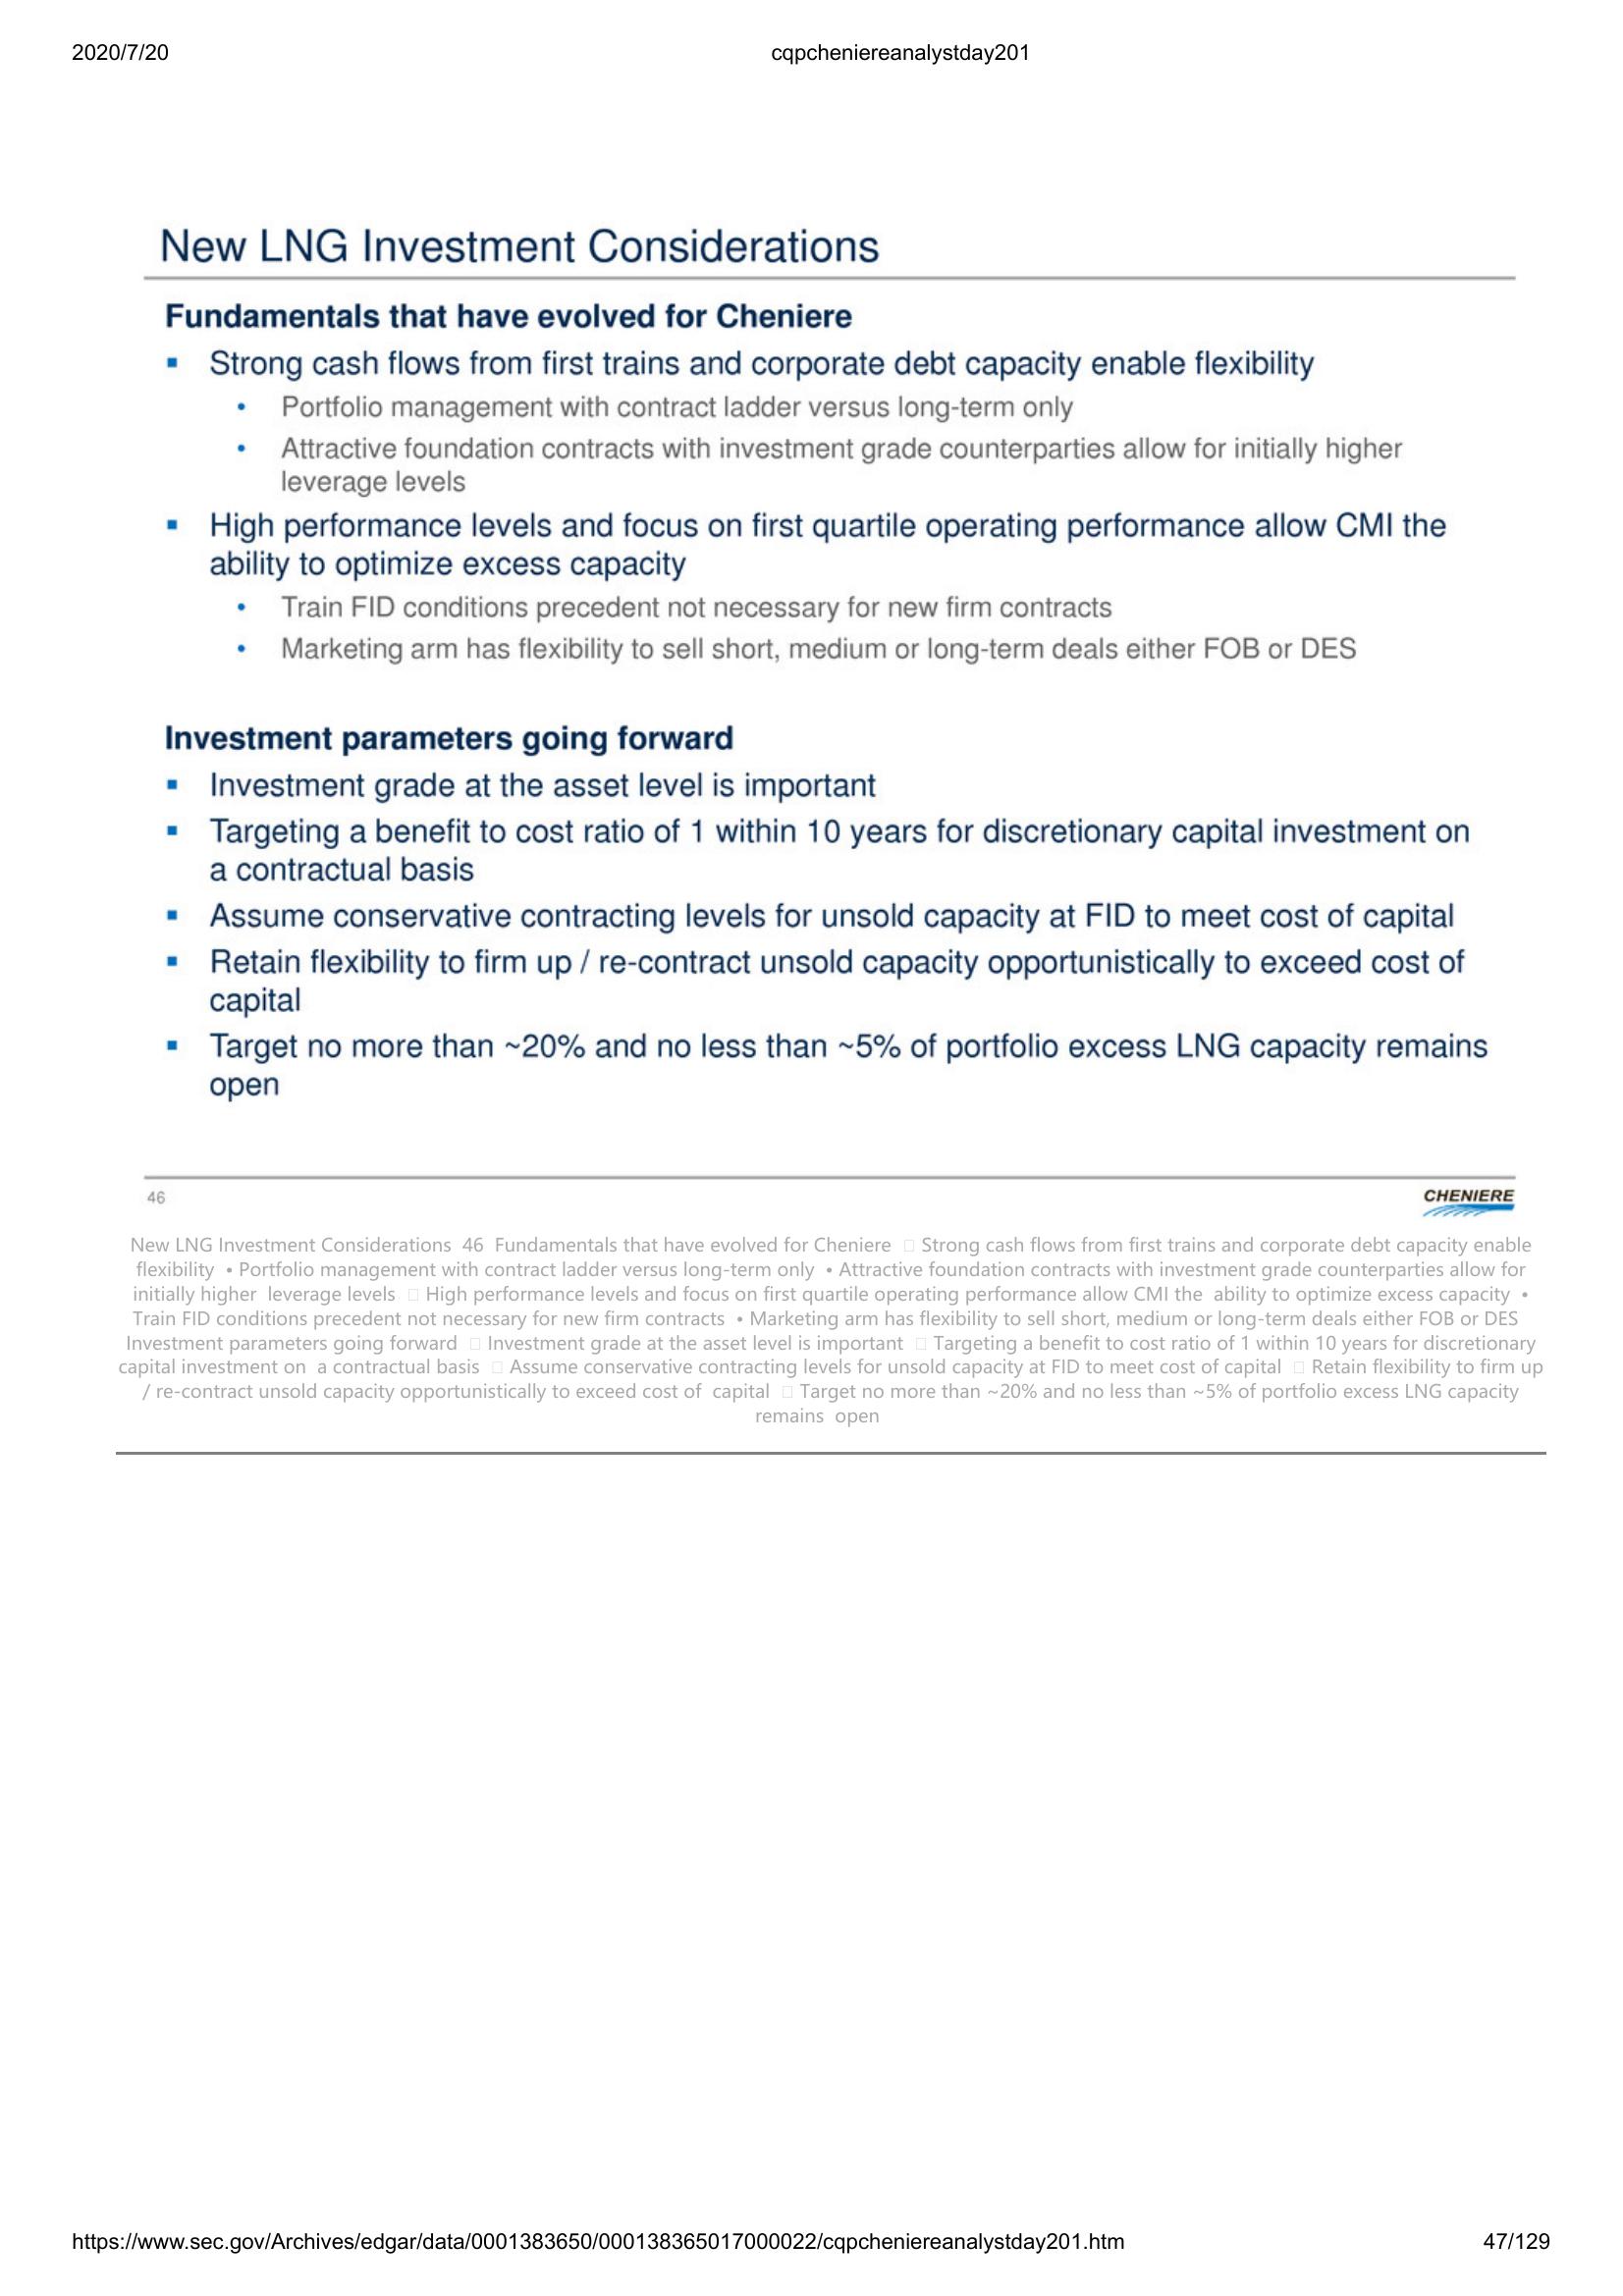 2020/7/20
cqpcheniereanalystday201
New LNG Investment Considerations
Fundamentals that have evolved for Cheniere
▪ Strong cash flows from first trains and corporate debt capacity enable flexibility
• Portfolio management with contract ladder versus long-term only
• Attractive foundation contracts with investment grade counterparties allow for initially higher
leverage levels
▪ High performance levels and focus on first quartile operating performance allow CMI the
ability to optimize excess capacity
• Train FID conditions precedent not necessary for new firm contracts
• Marketing arm has flexibility to sell short, medium or long-term deals either FOB or DES
Investment parameters going forward
▪ Investment grade at the asset level is important
▪ Targeting a benefit to cost ratio of 1 within 10 years for discretionary capital investment on
a contractual basis
▪ Assume conservative contracting levels for unsold capacity at FID to meet cost of capital
▪ Retain flexibility to firm up / re-contract unsold capacity opportunistically to exceed cost of
capital
▪ Target no more than ~20% and no less than ~5% of portfolio excess LNG capacity remains
open
46
CHENIERE
New LNG Investment Considerations 46 Fundamentals that have evolved for Cheniere □ Strong cash flows from first trains and corporate debt capacity enable
flexibility • Portfolio management with contract ladder versus long-term only • Attractive foundation contracts with investment grade counterparties allow for
initially higher leverage levels □ High performance levels and focus on first quartile operating performance allow CMI the ability to optimize excess capacity •
Train FID conditions precedent not necessary for new firm contracts • Marketing arm has flexibility to sell short, medium or long-term deals either FOB or DES
Investment parameters going forward □ Investment grade at the asset level is important □ Targeting a benefit to cost ratio of 1 within 10 years for discretionary
capital investment on a contractual basis □ Assume conservative contracting levels for unsold capacity at FID to meet cost of capital □ Retain flexibility to firm up
/ re-contract unsold capacity opportunistically to exceed cost of capital □ Target no more than ~20% and no less than ~5% of portfolio excess LNG capacity
remains open
https://www.sec.gov/Archives/edgar/data/0001383650/000138365017000022/cqpcheniereanalystday201.htm
47/129